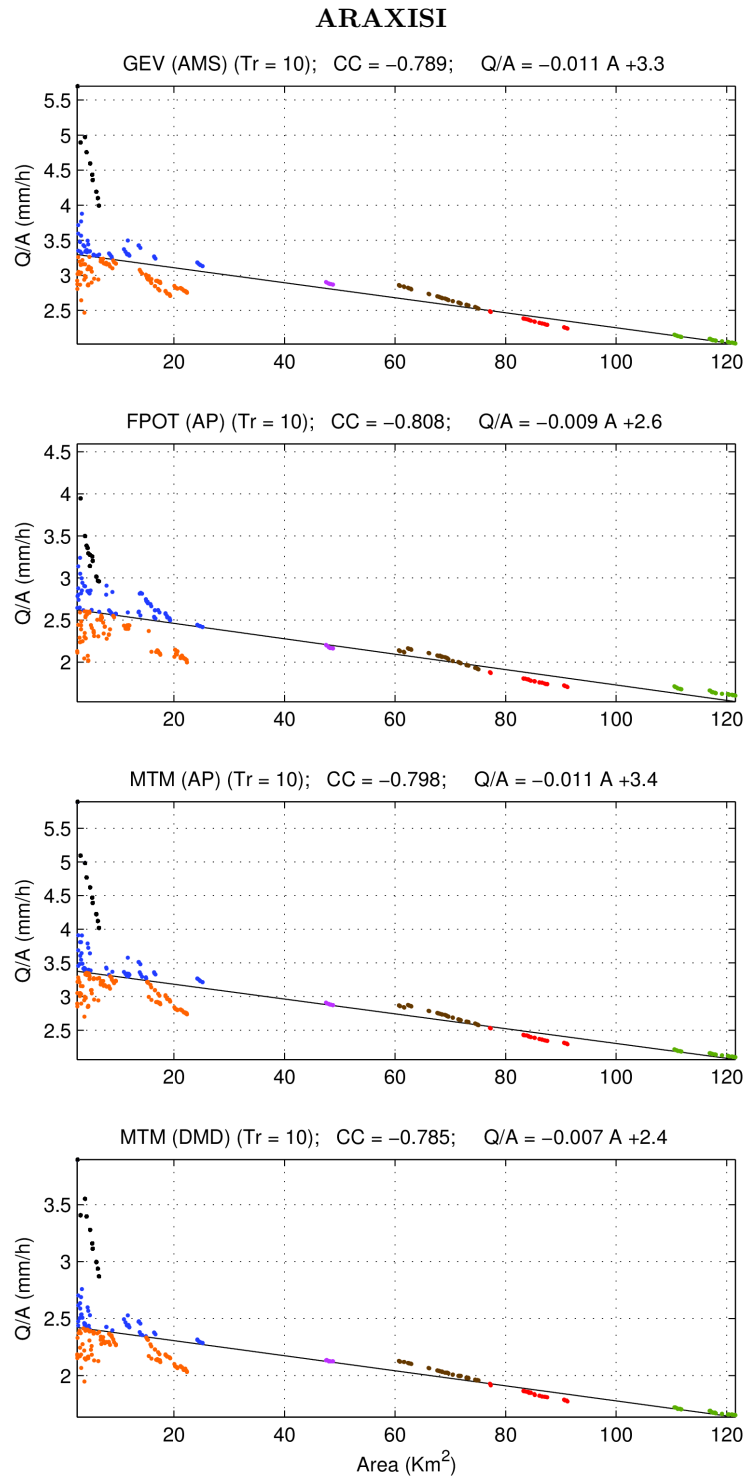 ARAXISI
GEV (AMS) (Tr = 10); CC = −0.789; Q/A = −0.011 A +3.3
5.5
5
4.5
4
3.5
3
2.5
Q/A (mm/h)
20 40 60 80 100 120
FPOT (AP) (Tr = 10); CC = −0.808; Q/A = −0.009 A +2.6
4.5
4
3.5
3
2.5
2
Q/A (mm/h)
20 40 60 80 100 120
MTM (AP) (Tr = 10); CC = −0.798; Q/A = −0.011 A +3.4
5.5
5
4.5
4
3.5
3
2.5
Q/A (mm/h)
20 40 60 80 100 120
MTM (DMD) (Tr = 10); CC = −0.785; Q/A = −0.007 A +2.4
3.5
3
2.5
2
Q/A (mm/h)
20 40 60 80 100 120
Area (Km²)